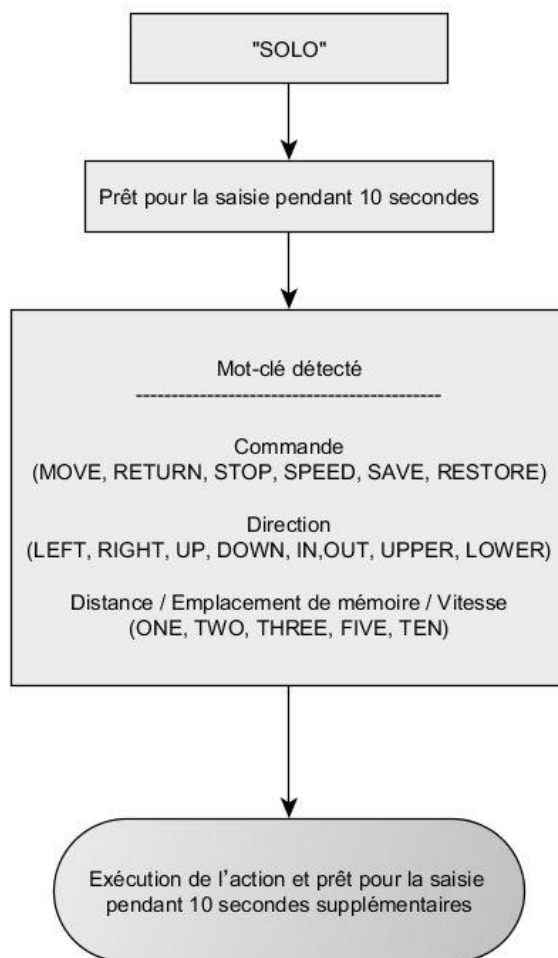 "SOLO"
Prêt pour la saisie pendant 10 secondes
Mot-clé détecté
-------------------------------------------
Commande
(MOVE, RETURN, STOP, SPEED, SAVE, RESTORE)
Direction
(LEFT, RIGHT, UP, DOWN, IN,OUT, UPPER, LOWER)
Distance / Emplacement de mémoire / Vitesse
(ONE, TWO, THREE, FIVE, TEN)
Exécution de l'action et prêt pour la saisie
pendant 10 secondes supplémentaires